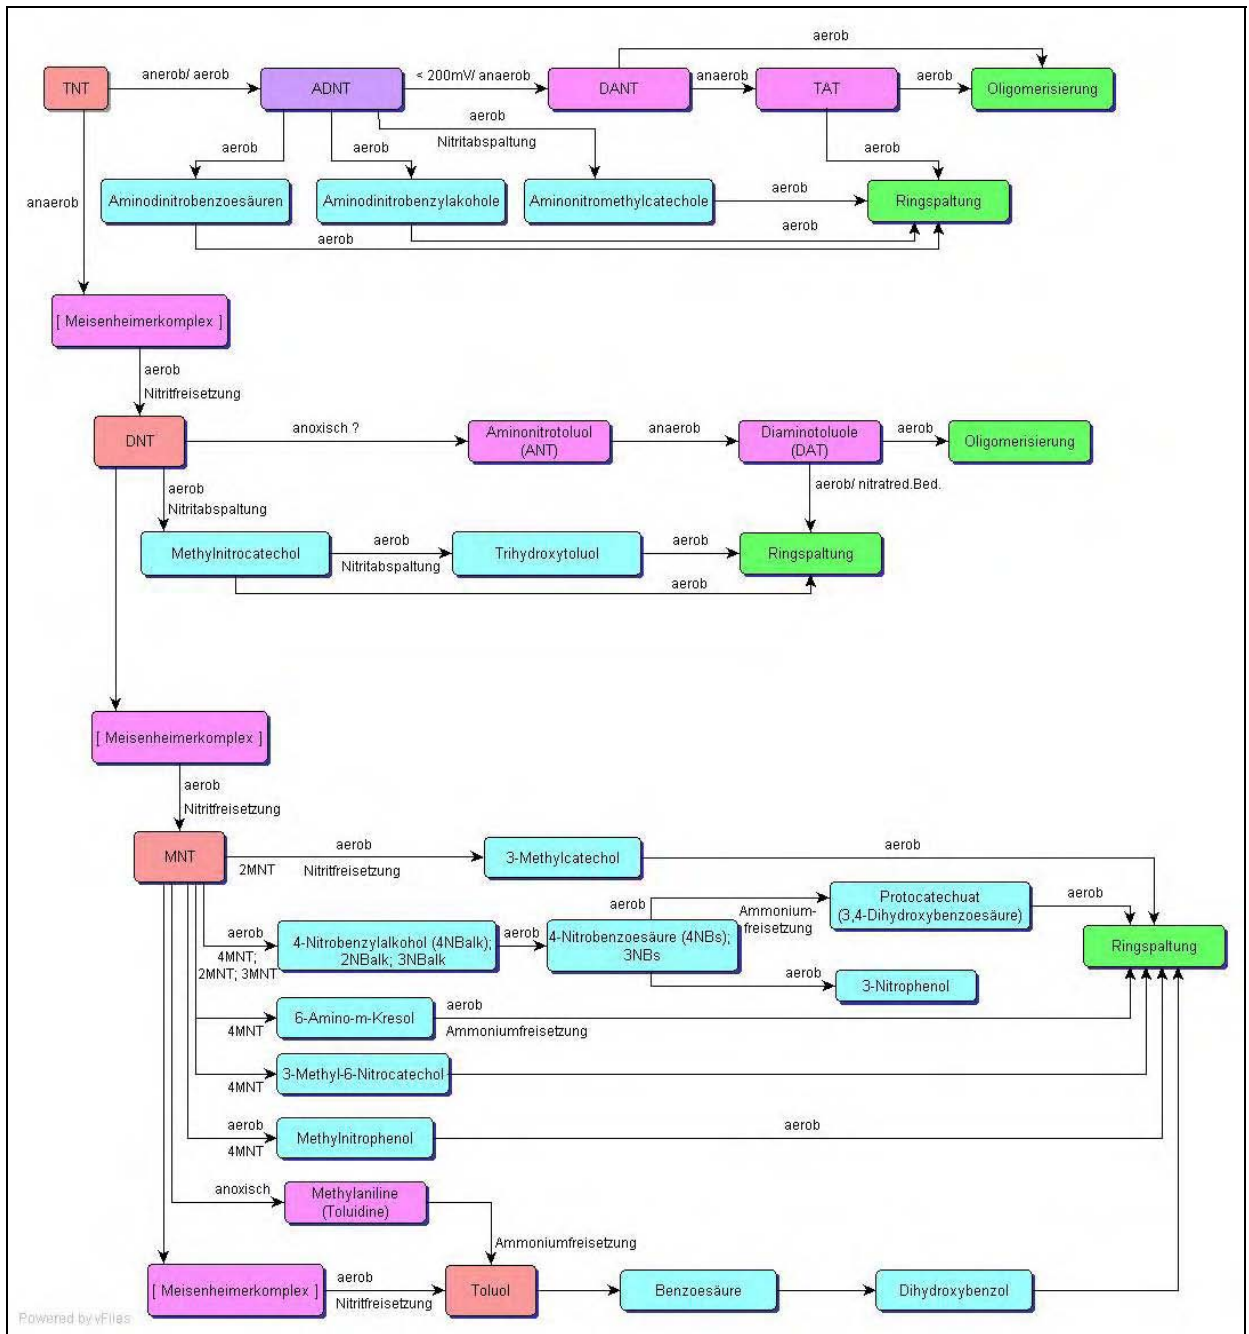 aerob
anerob/ aerob
< 200mV/ anaerob
anaerob
aerob
TNT
ADNT
DANT
TAT
Oligomerisierung
aerob
Nitritabspaltung
aerob
aerob
aerob
anaerob
Aminodinitrobenzoesäuren
Aminodinitrobenzylakohole
Aminonitromethylcatechole
aerob
Ringspaltung
aerob
aerob
[ Meisenheimerkomplex ]
aerob
Nitritfreisetzung
DNT
anoxisch ?
Aminonitrotoluol
(ANT)
anaerob
Diaminotoluole
(DAT)
aerob
Oligomerisierung
aerob
Nitritabspaltung
aerob/ nitratred.Bed.
Methylnitrocatechol
aerob
Nitritabspaltung
Trihydroxytoluol
aerob
Ringspaltung
aerob
[ Meisenheimerkomplex ]
aerob
Nitritfreisetzung
MNT
2MNT
aerob
Nitritfreisetzung
3-Methylcatechol
aerob
aerob
4MNT;
2MNT; 3MNT
4-Nitrobenzylalkohol (4NBalk);
2NBalk; 3NBalk
aerob
4-Nitrobenzoesäure (4NBs);
3NBs
aerob
Ammonium-
freisetzung
Protocatechuat
(3,4-Dihydroxybenzoesäure)
aerob
Ringspaltung
aerob
3-Nitrophenol
4MNT
6-Amino-m-Kresol
aerob
Ammoniumfreisetzung
4MNT
3-Methyl-6-Nitrocatechol
aerob
4MNT
Methylnitrophenol
aerob
anoxisch
Methylaniline
(Toluidine)
Ammoniumfreisetzung
[ Meisenheimerkomplex ]
aerob
Nitritfreisetzung
Toluol
Benzoesäure
Dihydroxybenzol
Powered by yFiles